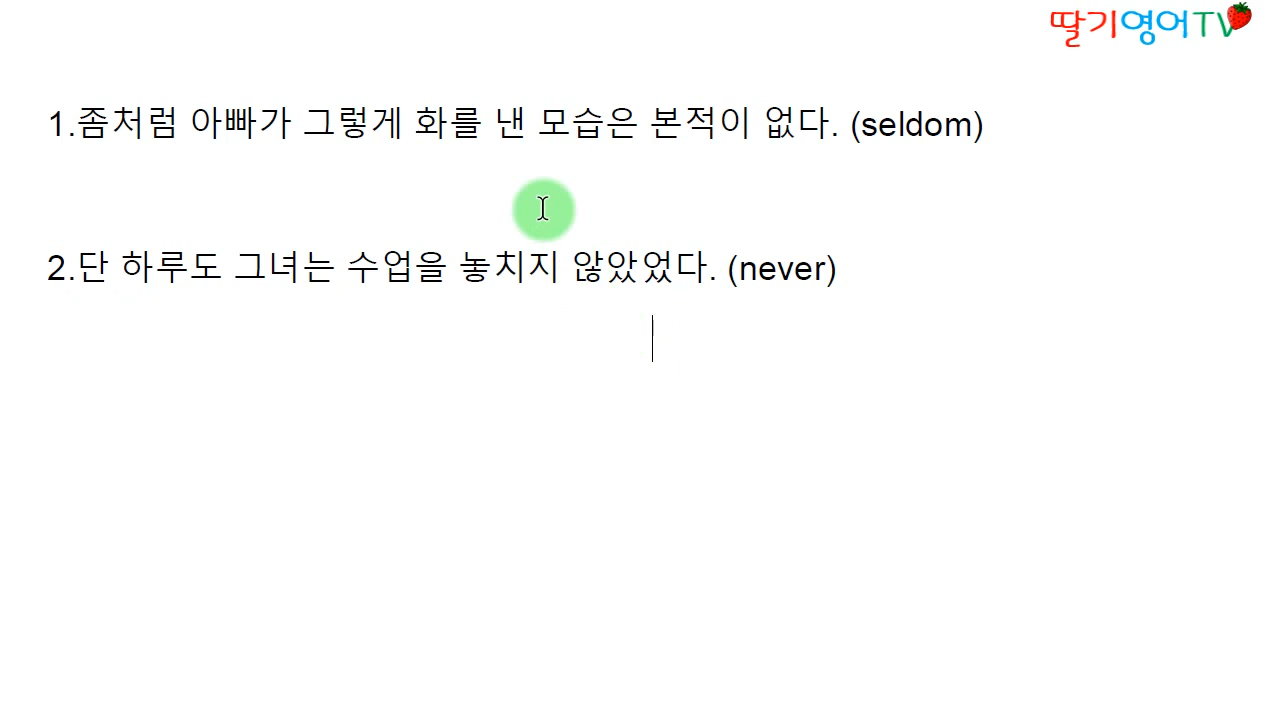 딸기영어TV
1.좀처럼 아빠가 그렇게 화를 낸 모습은 본적이 없다. (seldom)
2.단 하루도 그녀는 수업을 놓치지 않았었다. (never)